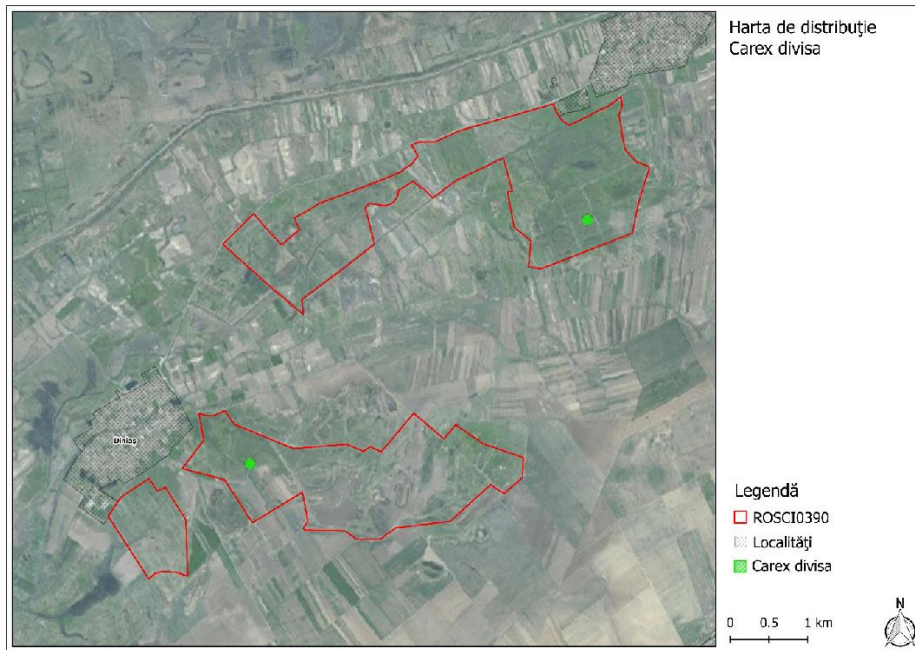 Harta de distribuţie
Carex divisa
Diniaş
Legendă
ROSCI0390
Localităţi
Carex divisa
0 0.5 1 km
N